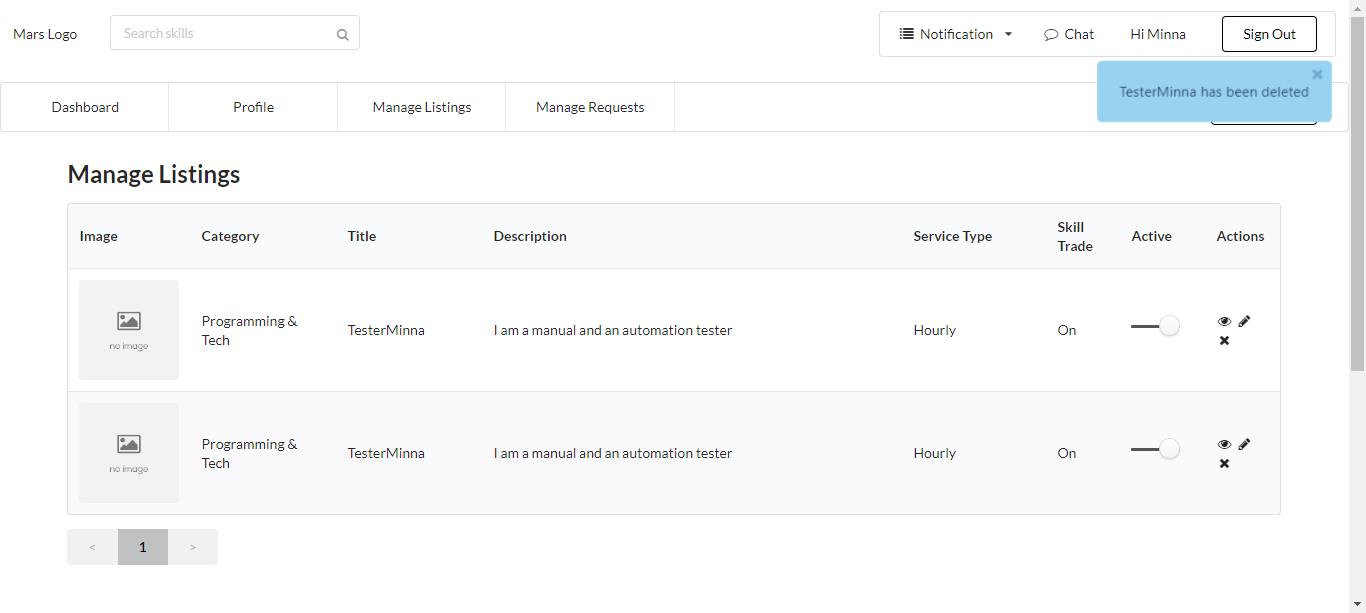 Mars Logo
Search skills
Notification
Chat
Hi Minna
Sign Out
TesterMinna has been deleted
Dashboard
Profile
Manage Listings
Manage Requests
Manage Listings
Image
Category
Title
Description
Service Type
Skill
Trade
Active
Actions
no image
Programming &
Tech
TesterMinna
I am a manual and an automation tester
Hourly
On
no image
Programming &
Tech
TesterMinna
I am a manual and an automation tester
Hourly
On
<
1
>